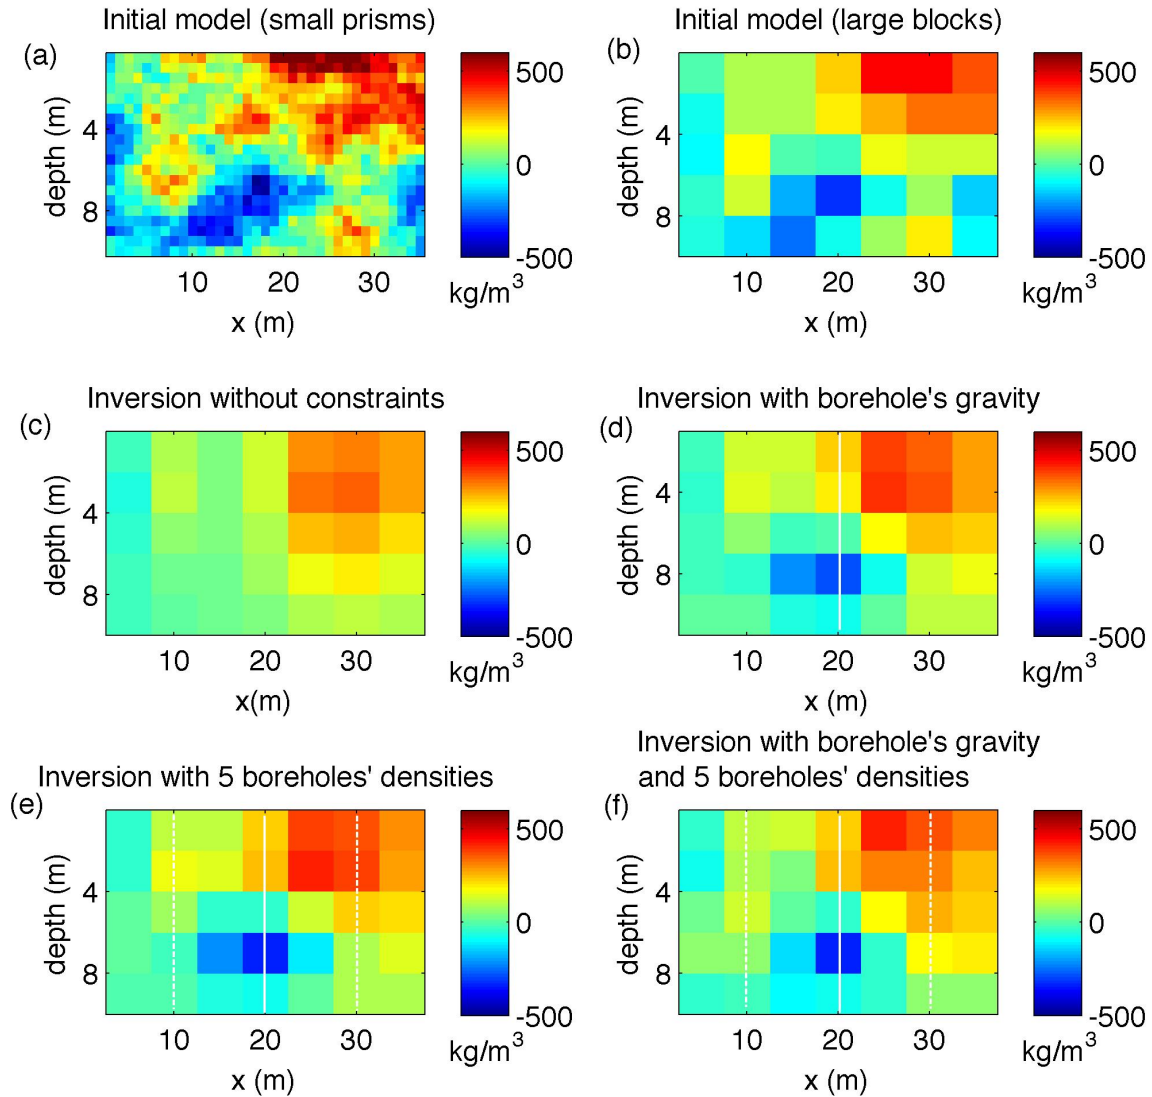 Initial model (small prisms)
(a)
depth (m)
4
8
10 20 30
x (m)
500
0
-500
kg/m³
Initial model (large blocks)
(b)
depth (m)
4
8
10 20 30
x (m)
500
0
-500
kg/m³
Inversion without constraints
(c)
depth (m)
4
8
10 20 30
x(m)
500
0
-500
kg/m³
Inversion with borehole's gravity
(d)
depth (m)
4
8
10 20 30
x (m)
500
0
-500
kg/m³
Inversion with 5 boreholes' densities
(e)
depth (m)
4
8
10 20 30
x (m)
500
0
-500
kg/m³
Inversion with borehole's gravity
and 5 boreholes' densities
(f)
depth (m)
4
8
10 20 30
x (m)
500
0
-500
kg/m³